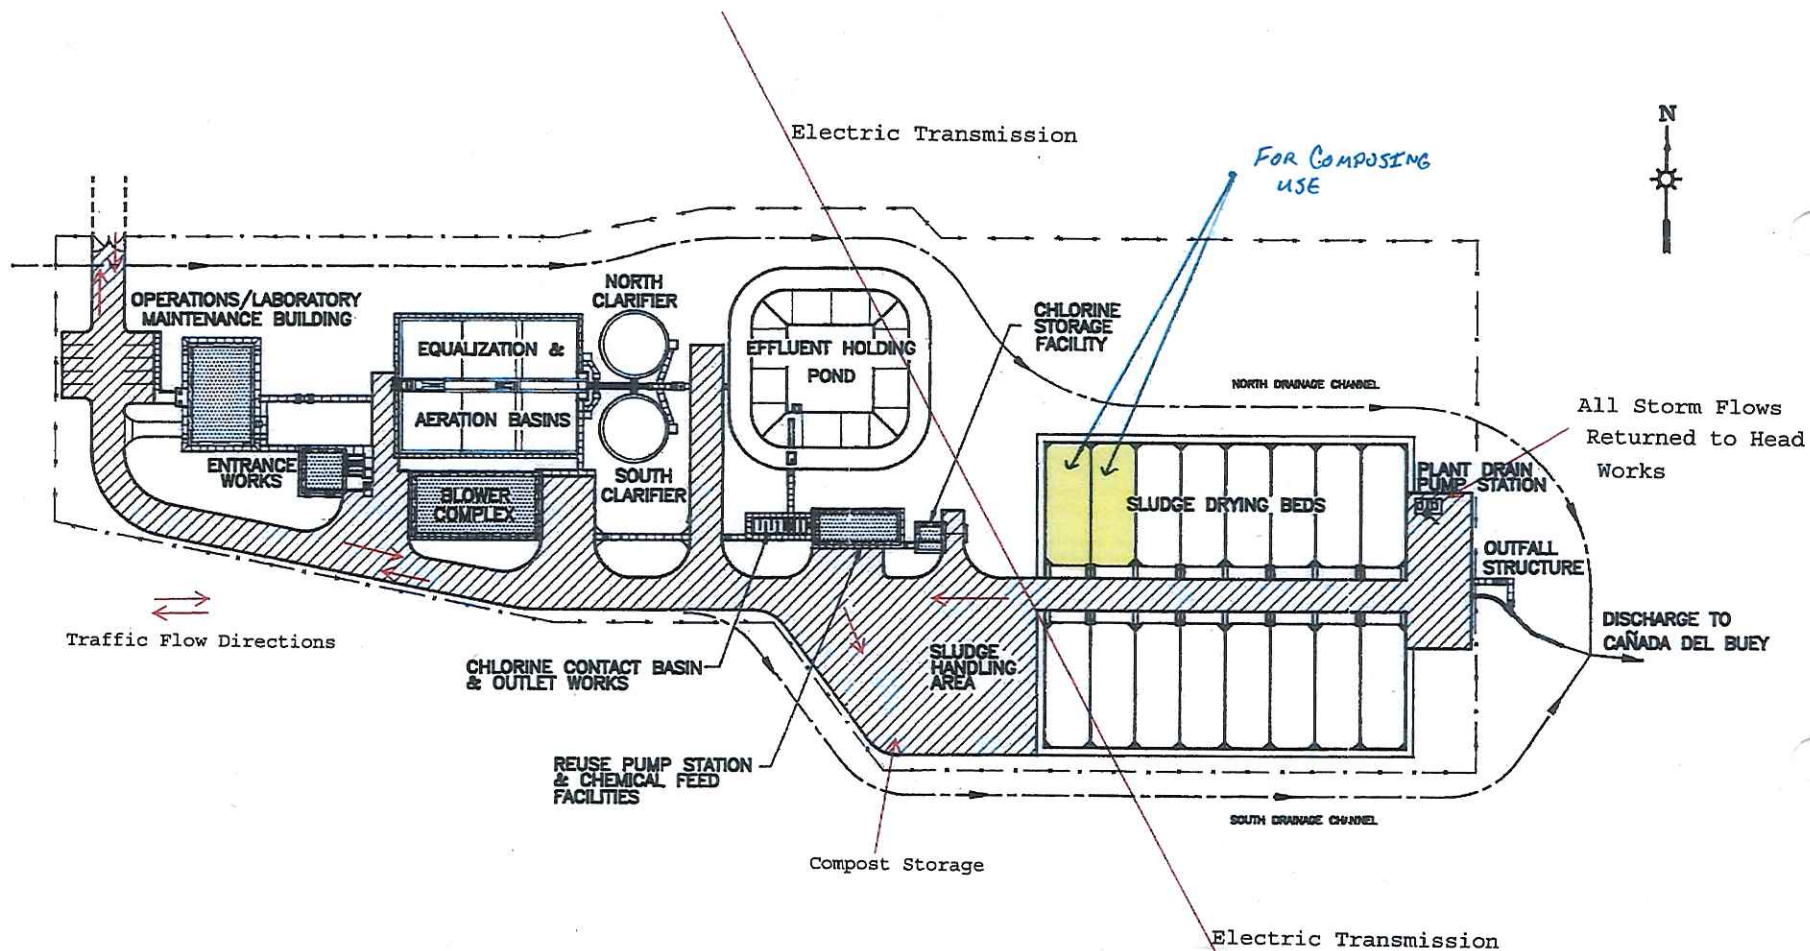 Electric Transmission
FOR COMPOSING
USE
N
OPERATIONS/LABORATORY
MAINTENANCE BUILDING
NORTH
CLARIFIER
EQUALIZATION &
AERATION BASINS
EFFLUENT HOLDING
POND
CHLORINE
STORAGE
FACILITY
NORTH DRAINAGE CHANNEL
All Storm Flows
Returned to Head
Works
ENTRANCE
WORKS
BLOWER
COMPLEX
SOUTH
CLARIFIER
SLUDGE DRYING BEDS
PLANT DRAIN
PUMP STATION
OUTFALL
STRUCTURE
Traffic Flow Directions
CHLORINE CONTACT BASIN
& OUTLET WORKS
SLUDGE
HANDLING
AREA
DISCHARGE TO
CAÑADA DEL BUEY
REUSE PUMP STATION
& CHEMICAL FEED
FACILITIES
SOUTH DRAINAGE CHANNEL
Compost Storage
Electric Transmission